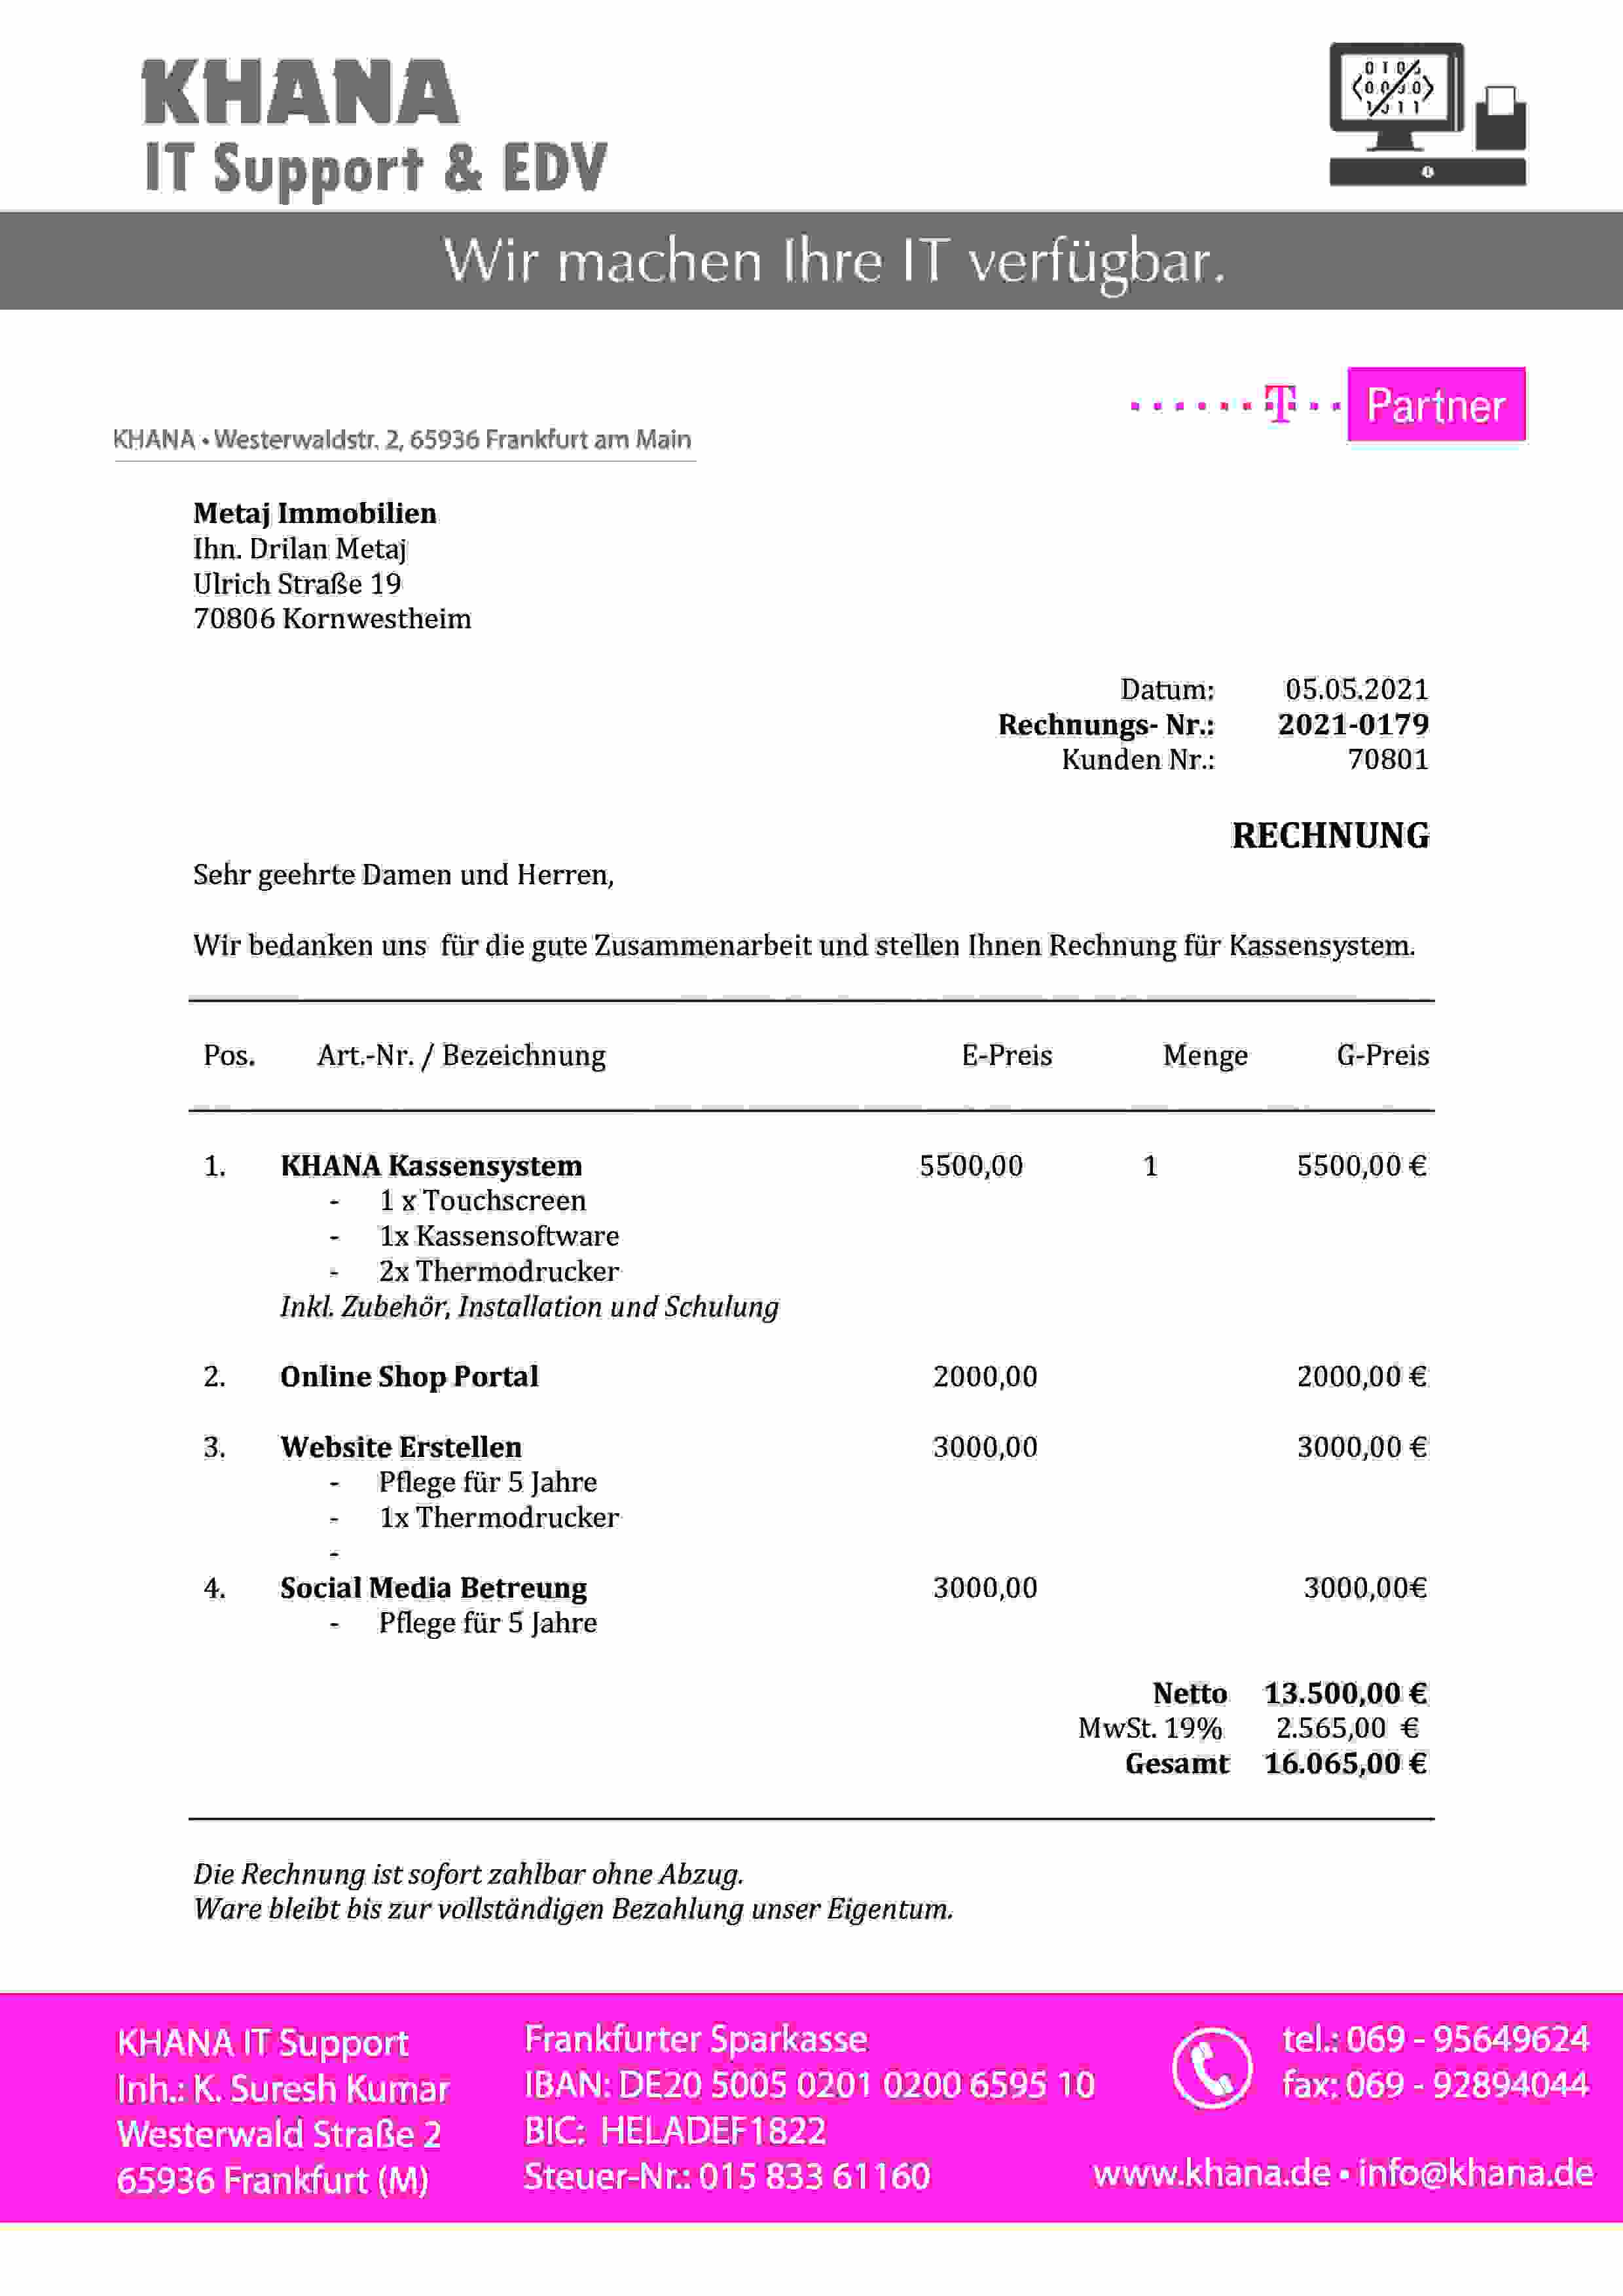 KHANA
IT Support & EDV
Wir machen Ihre IT verfügbar.
T Partner
KHANA • Westerwaldstr. 2, 65936 Frankfurt am Main
Metaj Immobilien
Ihn. Drilan Metaj
Ulrich Straße 19
70806 Kornwestheim
Datum: 05.05.2021
Rechnungs- Nr.: 2021-0179
Kunden Nr.: 70801
RECHNUNG
Sehr geehrte Damen und Herren,
Wir bedanken uns für die gute Zusammenarbeit und stellen Ihnen Rechnung für Kassensystem.
Pos. Art.-Nr. / Bezeichnung E-Preis Menge G-Preis
1. KHANA Kassensystem 5500,00 1 5500,00 €
- 1 x Touchscreen
- 1x Kassensoftware
- 2x Thermodrucker
Inkl. Zubehör, Installation und Schulung
2. Online Shop Portal 2000,00 2000,00 €
3. Website Erstellen 3000,00 3000,00 €
- Pflege für 5 Jahre
- 1x Thermodrucker
-
4. Social Media Betreung 3000,00 3000,00€
- Pflege für 5 Jahre
Netto 13.500,00 €
MwSt. 19% 2.565,00 €
Gesamt 16.065,00 €
Die Rechnung ist sofort zahlbar ohne Abzug.
Ware bleibt bis zur vollständigen Bezahlung unser Eigentum.
KHANA IT Support
Inh.: K. Suresh Kumar
Westerwald Straße 2
65936 Frankfurt (M)
Frankfurter Sparkasse
IBAN: DE20 5005 0201 0200 6595 10
BIC: HELADEF1822
Steuer-Nr.: 015 833 61160
tel.: 069 - 95649624
fax: 069 - 92894044
www.khana.de • info@khana.de